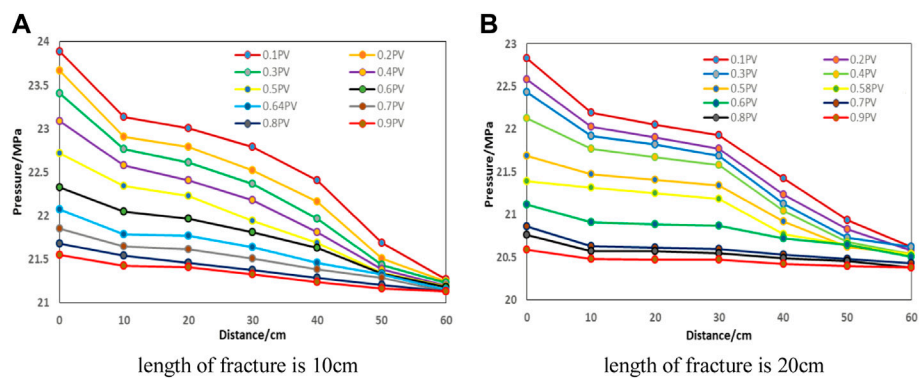 A
24
23
22.5
22
21.5
21
Pressure/MPa
0.1PV 0.2PV
0.3PV 0.4PV
0.5PV 0.6PV
0.64PV 0.7PV
0.8PV 0.9PV
0 10 20 30 40 50 60
Distance/cm
length of fracture is 10cm
B
23
22.5
22
21.5
21
20.5
20
Pressure/MPa
0.1PV 0.2PV
0.3PV 0.4PV
0.5PV 0.58PV
0.6PV 0.7PV
0.8PV 0.9PV
0 10 20 30 40 50 60
Distance/cm
length of fracture is 20cm